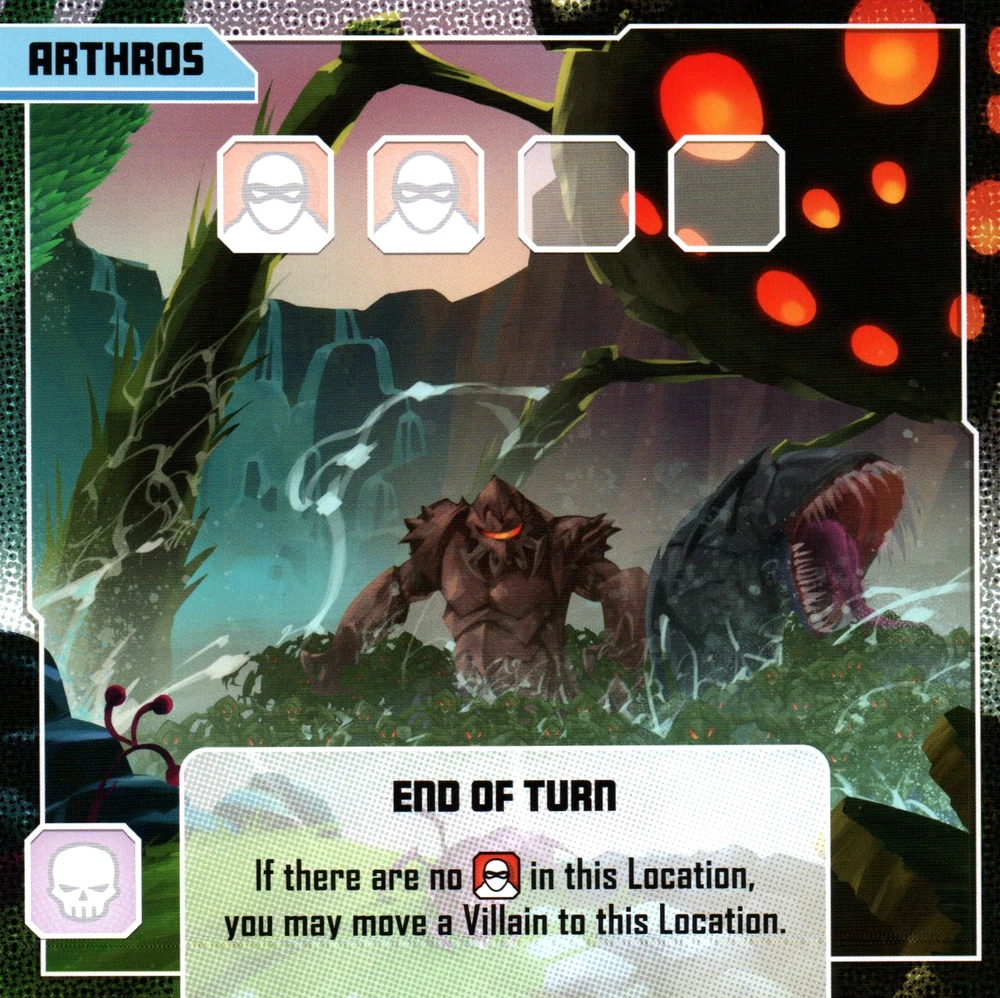 ARTHROS
END OF TURN
If there are no in this Location,
you may move a Villain to this Location.